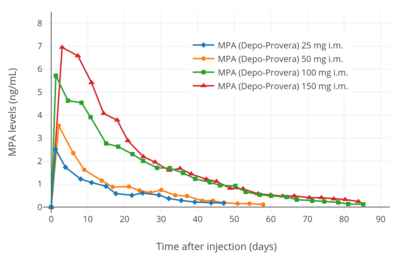 MPA levels (ng/mL)
8
7
6
5
4
3
2
1
0
MPA (Depo-Provera) 25 mg i.m.
MPA (Depo-Provera) 50 mg i.m.
MPA (Depo-Provera) 100 mg i.m.
MPA (Depo-Provera) 150 mg i.m.
0 10 20 30 40 50 60 70 80 90
Time after injection (days)